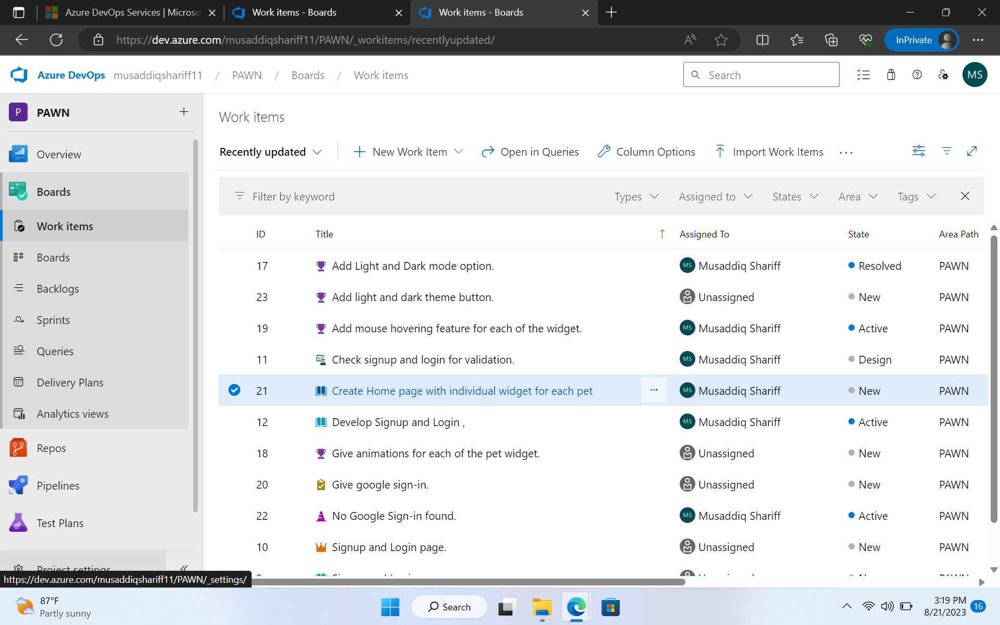 Azure DevOps Services | Microso
Work items - Boards
Work items - Boards
https://dev.azure.com/musaddiqshariff11/PAWN/_workitems/recentlyupdated/
InPrivate
Azure DevOps musaddiqshariff11 / PAWN / Boards / Work items
Search
MS
P PAWN
Overview
Boards
Work items
Boards
Backlogs
Sprints
Queries
Delivery Plans
Analytics views
Repos
Pipelines
Test Plans
Project settings
https://dev.azure.com/musaddiqshariff11/PAWN/_settings/
Work items
Recently updated New Work Item Open in Queries Column Options Import Work Items
Filter by keyword Types Assigned to States Area Tags
ID Title Assigned To State Area Path
17 Add Light and Dark mode option. MS Musaddiq Shariff Resolved PAWN
23 Add light and dark theme button. Unassigned New PAWN
19 Add mouse hovering feature for each of the widget. MS Musaddiq Shariff Active PAWN
11 Check signup and login for validation. MS Musaddiq Shariff Design PAWN
21 Create Home page with individual widget for each pet MS Musaddiq Shariff New PAWN
12 Develop Signup and Login , MS Musaddiq Shariff Active PAWN
18 Give animations for each of the pet widget. Unassigned New PAWN
20 Give google sign-in. Unassigned New PAWN
22 No Google Sign-in found. MS Musaddiq Shariff Active PAWN
10 Signup and Login page. Unassigned New PAWN
87°F
Partly sunny
Search
3:19 PM
8/21/2023
16